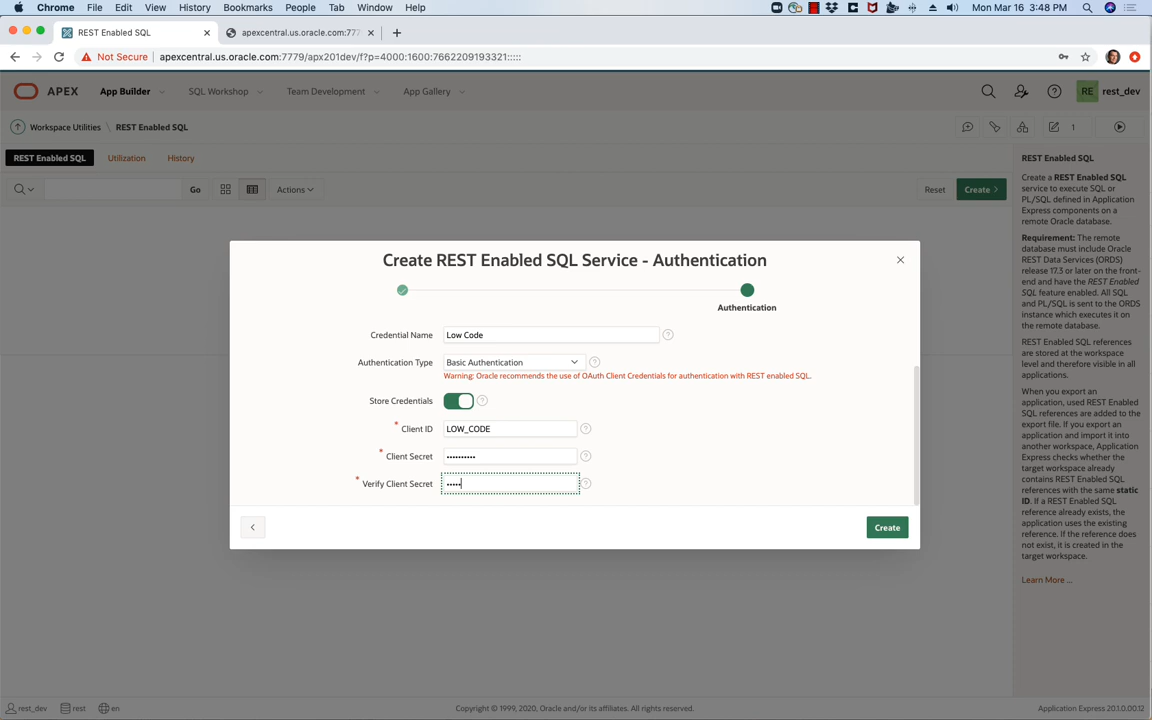 Chrome File Edit View History Bookmarks People Tab Window Help Mon Mar 16 3:48 PM
REST Enabled SQL apexcentral.us.oracle.com:777
Not Secure apexcentral.us.oracle.com:7779/apx201dev/f?p=4000:1600:7662209193321:::::
APEX App Builder SQL Workshop Team Development App Gallery RE rest_dev
Workspace Utilities \ REST Enabled SQL 1
REST Enabled SQL Utilization History
Go Actions Reset Create
Create REST Enabled SQL Service - Authentication
Authentication
Credential Name Low Code
Authentication Type Basic Authentication
Warning: Oracle recommends the use of OAuth Client Credentials for authentication with REST enabled SQL.
Store Credentials
* Client ID LOW_CODE
* Client Secret ••••••••••
* Verify Client Secret •••••
Create
REST Enabled SQL
Create a REST Enabled SQL
service to execute SQL or
PL/SQL defined in Application
Express components on a
remote Oracle database.
Requirement: The remote
database must include Oracle
REST Data Services (ORDS)
release 17.3 or later on the front-
end and have the REST Enabled
SQL feature enabled. All SQL
and PL/SQL is sent to the ORDS
instance which executes it on
the remote database.
REST Enabled SQL references
are stored at the workspace
level and therefore visible in all
applications.
When you export an
application, used REST Enabled
SQL references are added to the
export file. If you export an
application and import it into
another workspace, Application
Express checks whether the
target workspace already
contains REST Enabled SQL
references with the same static
ID. If a REST Enabled SQL
reference already exists, the
application uses the existing
reference. If the reference does
not exist, it is created in the
target workspace.
Learn More ...
rest_dev rest en Copyright © 1999, 2020, Oracle and/or its affiliates. All rights reserved. Application Express 20.1.0.00.12